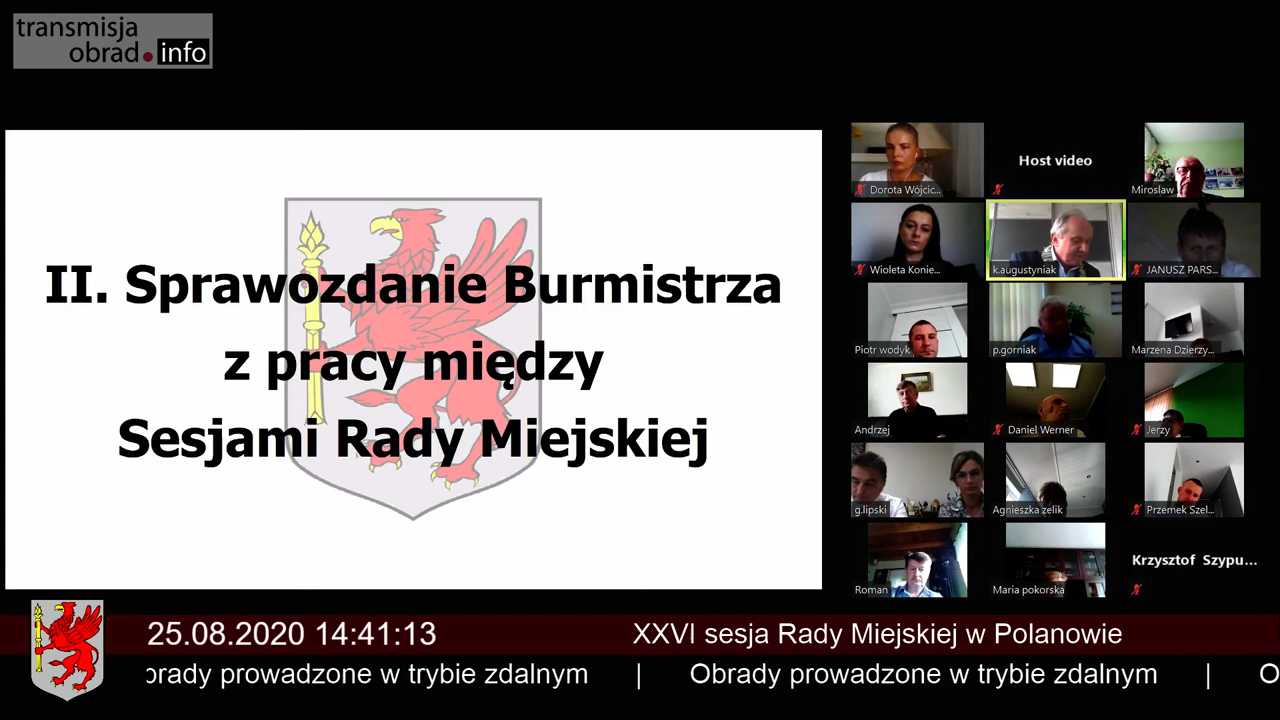 transmisja
obrad.info
II. Sprawozdanie Burmistrza
z pracy między
Sesjami Rady Miejskiej
Dorota Wójcic...
Host video
Miroslaw
Wioleta Konie...
k.augustyniak
JANUSZ PARS...
Piotr wodyk
p.gorniak
Marzena Dzierzy...
Andrzej
Daniel Werner
Jerzy
g.lipski
Agnieszka zelik
Przemek Szel...
Roman
Maria pokorska
Krzysztof Szypu...
25.08.2020 14:41:13
XXVI sesja Rady Miejskiej w Polanowie
brady prowadzone w trybie zdalnym | Obrady prowadzone w trybie zdalnym | O